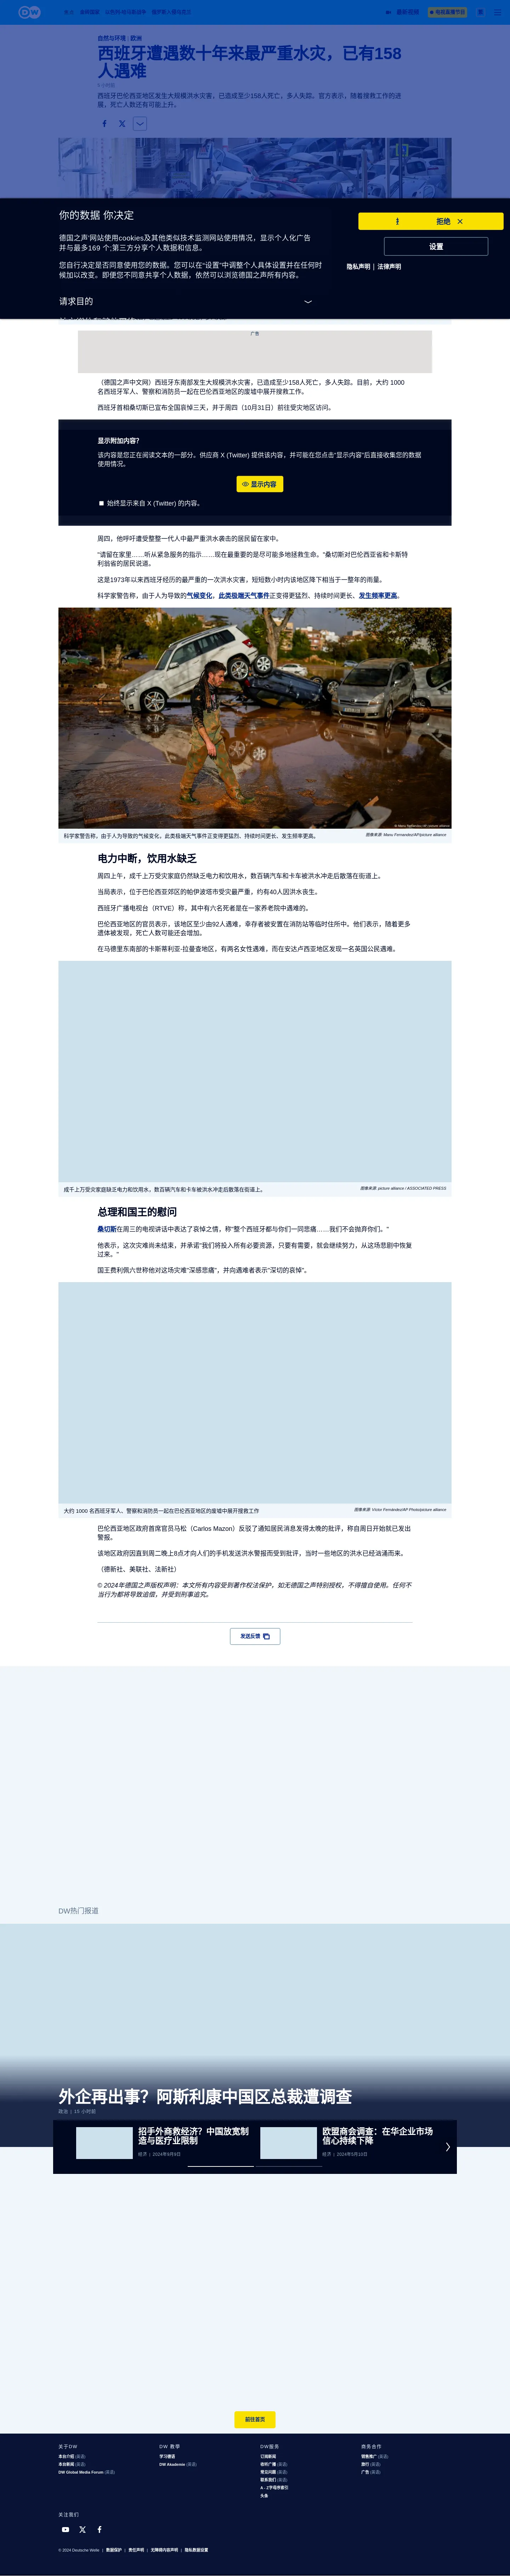 DW
最新视频
电视直播节目
自然与环境 | 欧洲
西班牙遭遇数十年来最严重水灾，已有158
人遇难
西班牙巴伦西亚地区发生大规模洪水灾害，已造成至少158人死亡，多人失踪。官方表示，随着搜救工作的进
展，死亡人数还有可能上升。
你的数据 你决定
德国之声'网站使用cookies及其他类似技术监测网站使用情况，显示个人化广告
并与最多169 个;第三方分享个人数据和信息。
您自行决定是否同意使用您的数据。您可以在"设置"中调整个人具体设置并在任何时
候加以改变。即便您不同意共享个人数据，依然可以浏览德国之声所有内容。
请求目的
拒绝
设置
隐私声明 | 法律声明
广告
（德国之声中文网）西班牙东南部发生大规模洪水灾害，已造成至少158人死亡，多人失踪。目前，大约 1000
名西班牙军人、警察和消防员一起在巴伦西亚地区的废墟中展开搜救工作。
西班牙首相桑切斯已宣布全国哀悼三天，并于周四（10月31日）前往受灾地区访问。
显示附加内容?
该内容是您正在阅读文本的一部分。供应商 X (Twitter) 提供该内容，并可能在您点击"显示内容"后直接收集您的数据
使用情况。
显示内容
始终显示来自 X (Twitter) 的内容。
周四，他呼吁遭受整整一代人中最严重洪水袭击的居民留在家中。
"请留在家里……听从紧急服务的指示……现在最重要的是尽可能多地拯救生命。"桑切斯对巴伦西亚省和卡斯特
利翁省的居民说道。
这是1973年以来西班牙经历的最严重的一次洪水灾害，短短数小时内该地区降下相当于一整年的雨量。
科学家警告称，由于人为导致的气候变化，此类极端天气事件正变得更猛烈、持续时间更长、发生频率更高。
科学家警告称，由于人为导致的气候变化，此类极端天气事件正变得更猛烈、持续时间更长、发生频率更高。
图像来源: Manu Fernandez/AP/picture alliance
电力中断，饮用水缺乏
周四上午，成千上万受灾家庭仍然缺乏电力和饮用水，数百辆汽车和卡车被洪水冲走后散落在街道上。
当局表示，位于巴伦西亚郊区的帕伊波塔市受灾最严重，约有40人因洪水丧生。
西班牙广播电视台（RTVE）称，其中有六名死者是在一家养老院中遇难的。
巴伦西亚地区的官员表示，该地区至少由92人遇难，幸存者被安置在消防站等临时住所中。他们表示，随着更多
遗体被发现，死亡人数可能还会增加。
在马德里东南部的卡斯蒂利亚-拉曼查地区，有两名女性遇难，而在安达卢西亚地区发现一名英国公民遇难。
成千上万受灾家庭缺乏电力和饮用水，数百辆汽车和卡车被洪水冲走后散落在街道上。
图像来源: picture alliance / ASSOCIATED PRESS
总理和国王的慰问
桑切斯在周三的电视讲话中表达了哀悼之情，称"整个西班牙都与你们一同悲痛……我们不会抛弃你们。"
他表示，这次灾难尚未结束，并承诺"我们将投入所有必要资源，只要有需要，就会继续努力，从这场悲剧中恢复
过来。"
国王费利佩六世称他对这场灾难"深感悲痛"，并向遇难者表示"深切的哀悼"。
大约 1000 名西班牙军人、警察和消防员一起在巴伦西亚地区的废墟中展开搜救工作
图像来源: Victor Fernández/AP Photo/picture alliance
巴伦西亚地区政府首席官员马松（Carlos Mazon）反驳了通知居民消息发得太晚的批评，称自周日开始就已发出
警报。
该地区政府因直到周二晚上8点才向人们的手机发送洪水警报而受到批评，当时一些地区的洪水已经汹涌而来。
（德新社、美联社、法新社）
© 2024年德国之声版权声明：本文所有内容受到著作权法保护，如无德国之声特别授权，不得擅自使用。任何不
当行为都将导致追偿，并受到刑事追究。
发送反馈
DW热门报道
外企再出事？阿斯利康中国区总裁遭调查
政治 | 15 小时前
招手外商救经济？中国放宽制
造与医疗业限制
经济 | 2024年9月9日
欧盟商会调查：在华企业市场
信心持续下降
经济 | 2024年5月10日
前往首页
关于DW
本台介绍 (英语)
本台新闻 (英语)
DW Global Media Forum (英语)
DW 教学
学习德语
DW Akademie (英语)
DW服务
订阅新闻
收听广播 (英语)
常见问题 (英语)
联系我们 (英语)
A - Z字母序索引
头条
商务合作
销售推广 (英语)
旅行 (英语)
广告 (英语)
关注我们
© 2024 Deutsche Welle | 数据保护 | 责任声明 | 无障碍内容声明 | 隐私数据设置